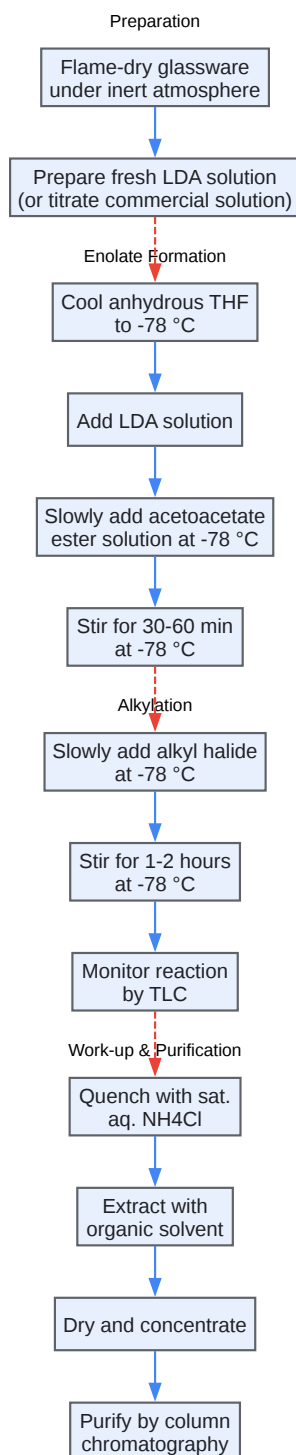 Preparation
Flame-dry glassware
under inert atmosphere
Prepare fresh LDA solution
(or titrate commercial solution)
Enolate Formation
Cool anhydrous THF
to -78 °C
Add LDA solution
Slowly add acetoacetate
ester solution at -78 °C
Stir for 30-60 min
at -78 °C
Alkylation
Slowly add alkyl halide
at -78 °C
Stir for 1-2 hours
at -78 °C
Monitor reaction
by TLC
Work-up & Purification
Quench with sat.
aq. NH4Cl
Extract with
organic solvent
Dry and concentrate
Purify by column
chromatography